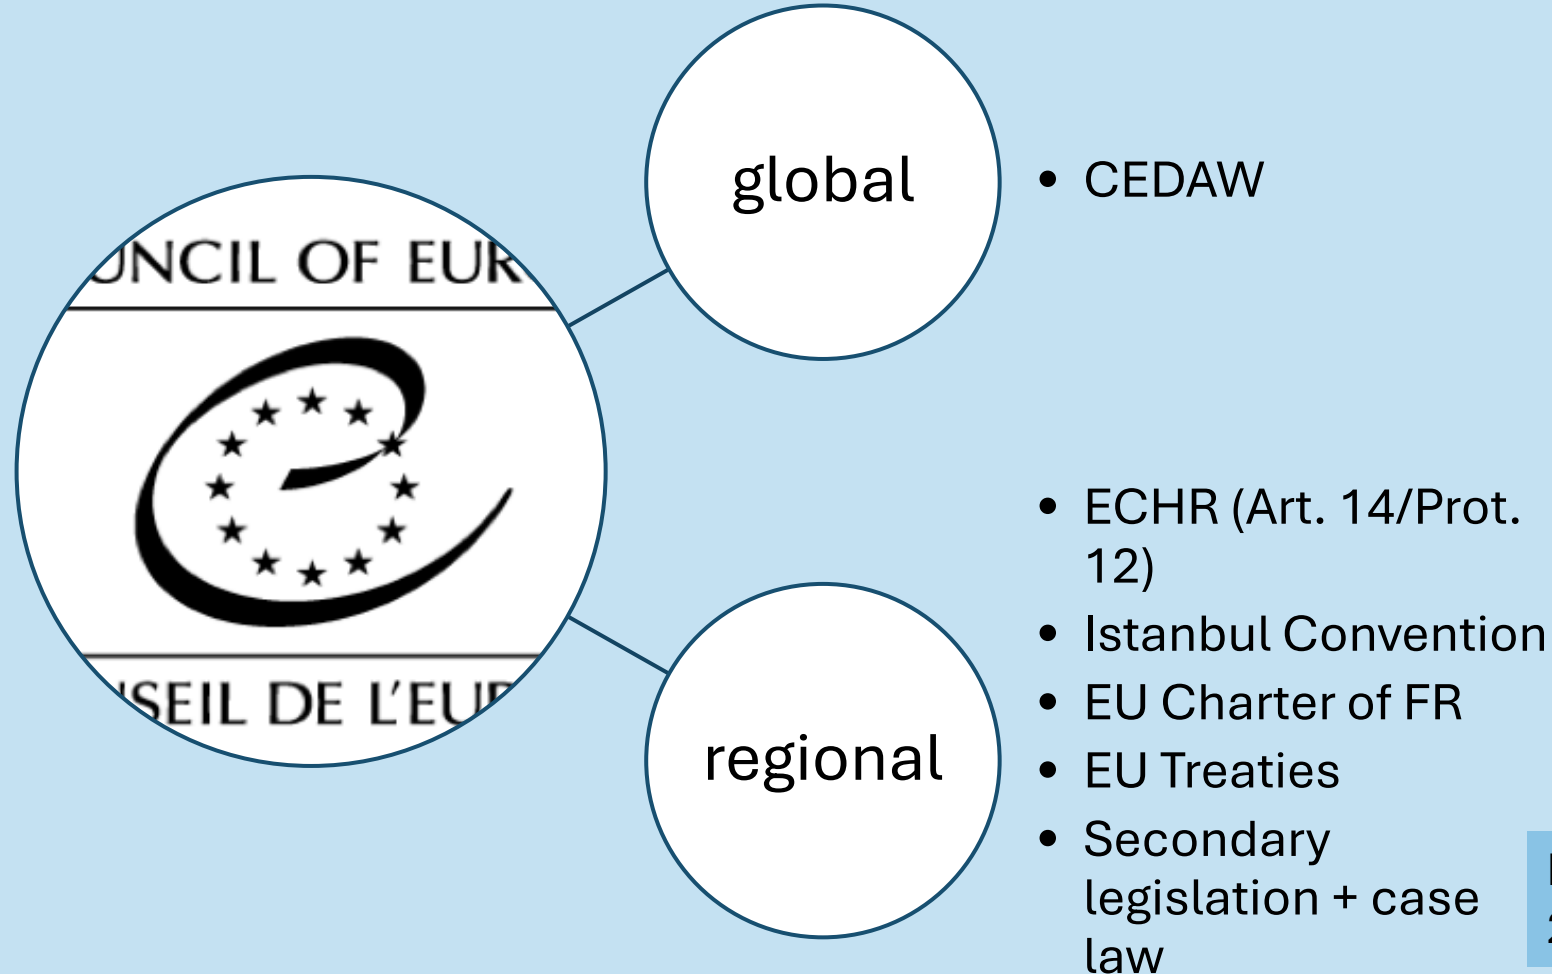 UNCIL OF EUR
NSEIL DE L'EUR
global
• CEDAW
regional
• ECHR (Art. 14/Prot.
12)
• Istanbul Convention
• EU Charter of FR
• EU Treaties
• Secondary
legislation + case
law